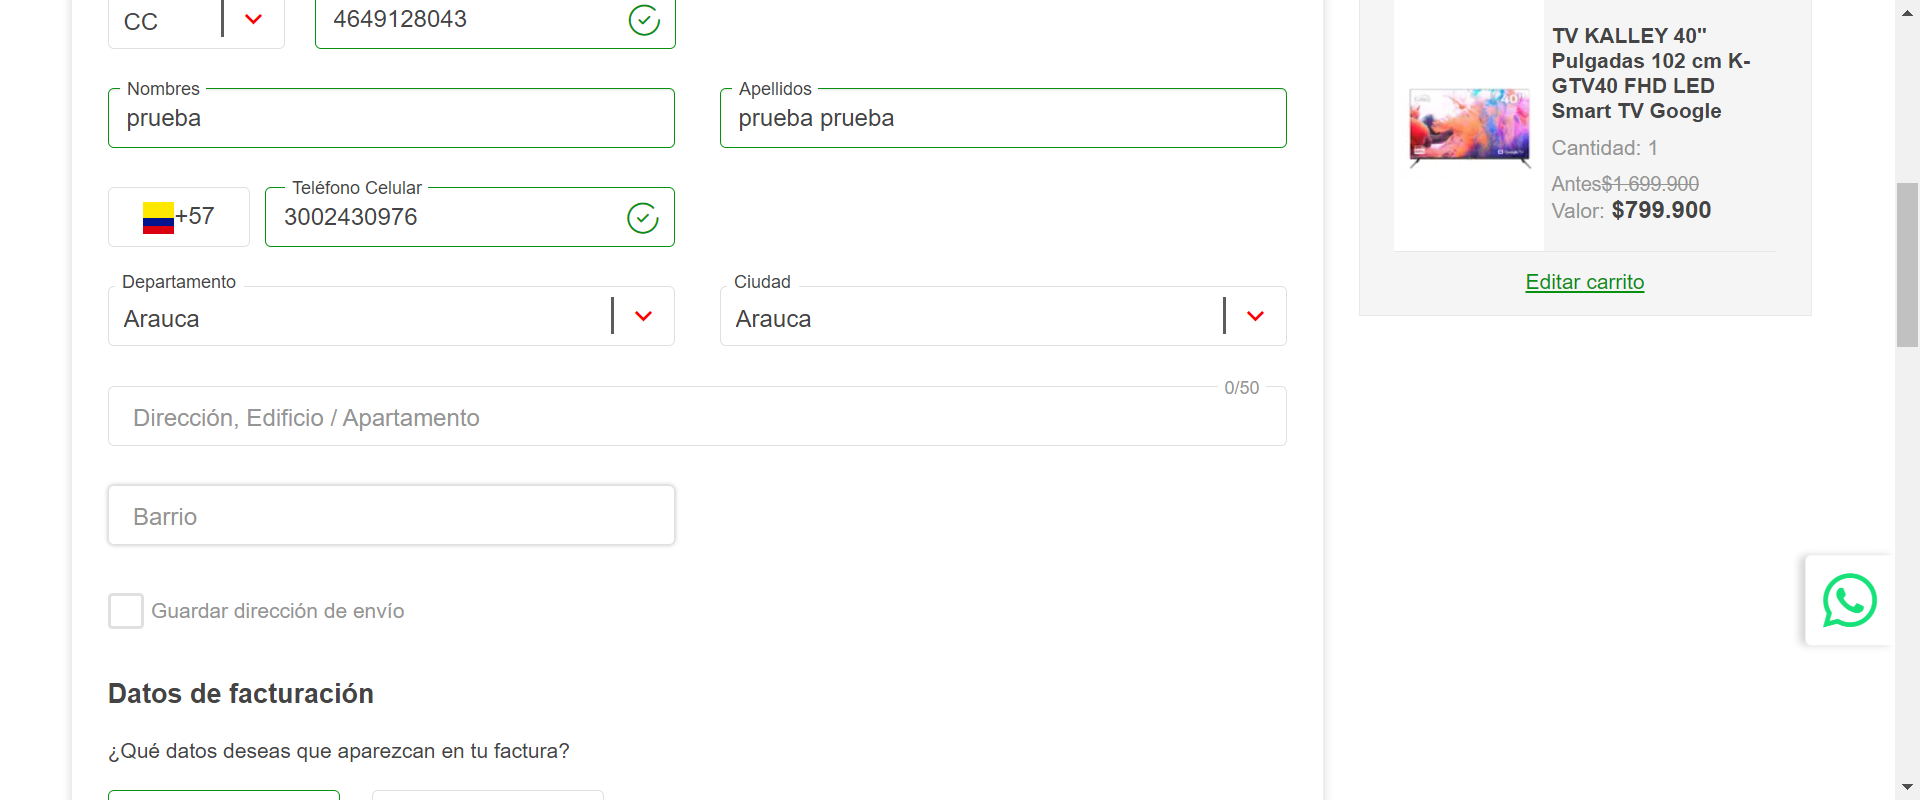 CC
4649128043
Nombres
prueba
Apellidos
prueba prueba
+57
Teléfono Celular
3002430976
Departamento
Arauca
Ciudad
Arauca
0/50
Dirección, Edificio / Apartamento
Barrio
Guardar dirección de envío
Datos de facturación
¿Qué datos deseas que aparezcan en tu factura?
TV KALLEY 40"
Pulgadas 102 cm K-
GTV40 FHD LED
Smart TV Google
Cantidad: 1
Antes$1.699.900
Valor: $799.900
Editar carrito
40"
Google TV